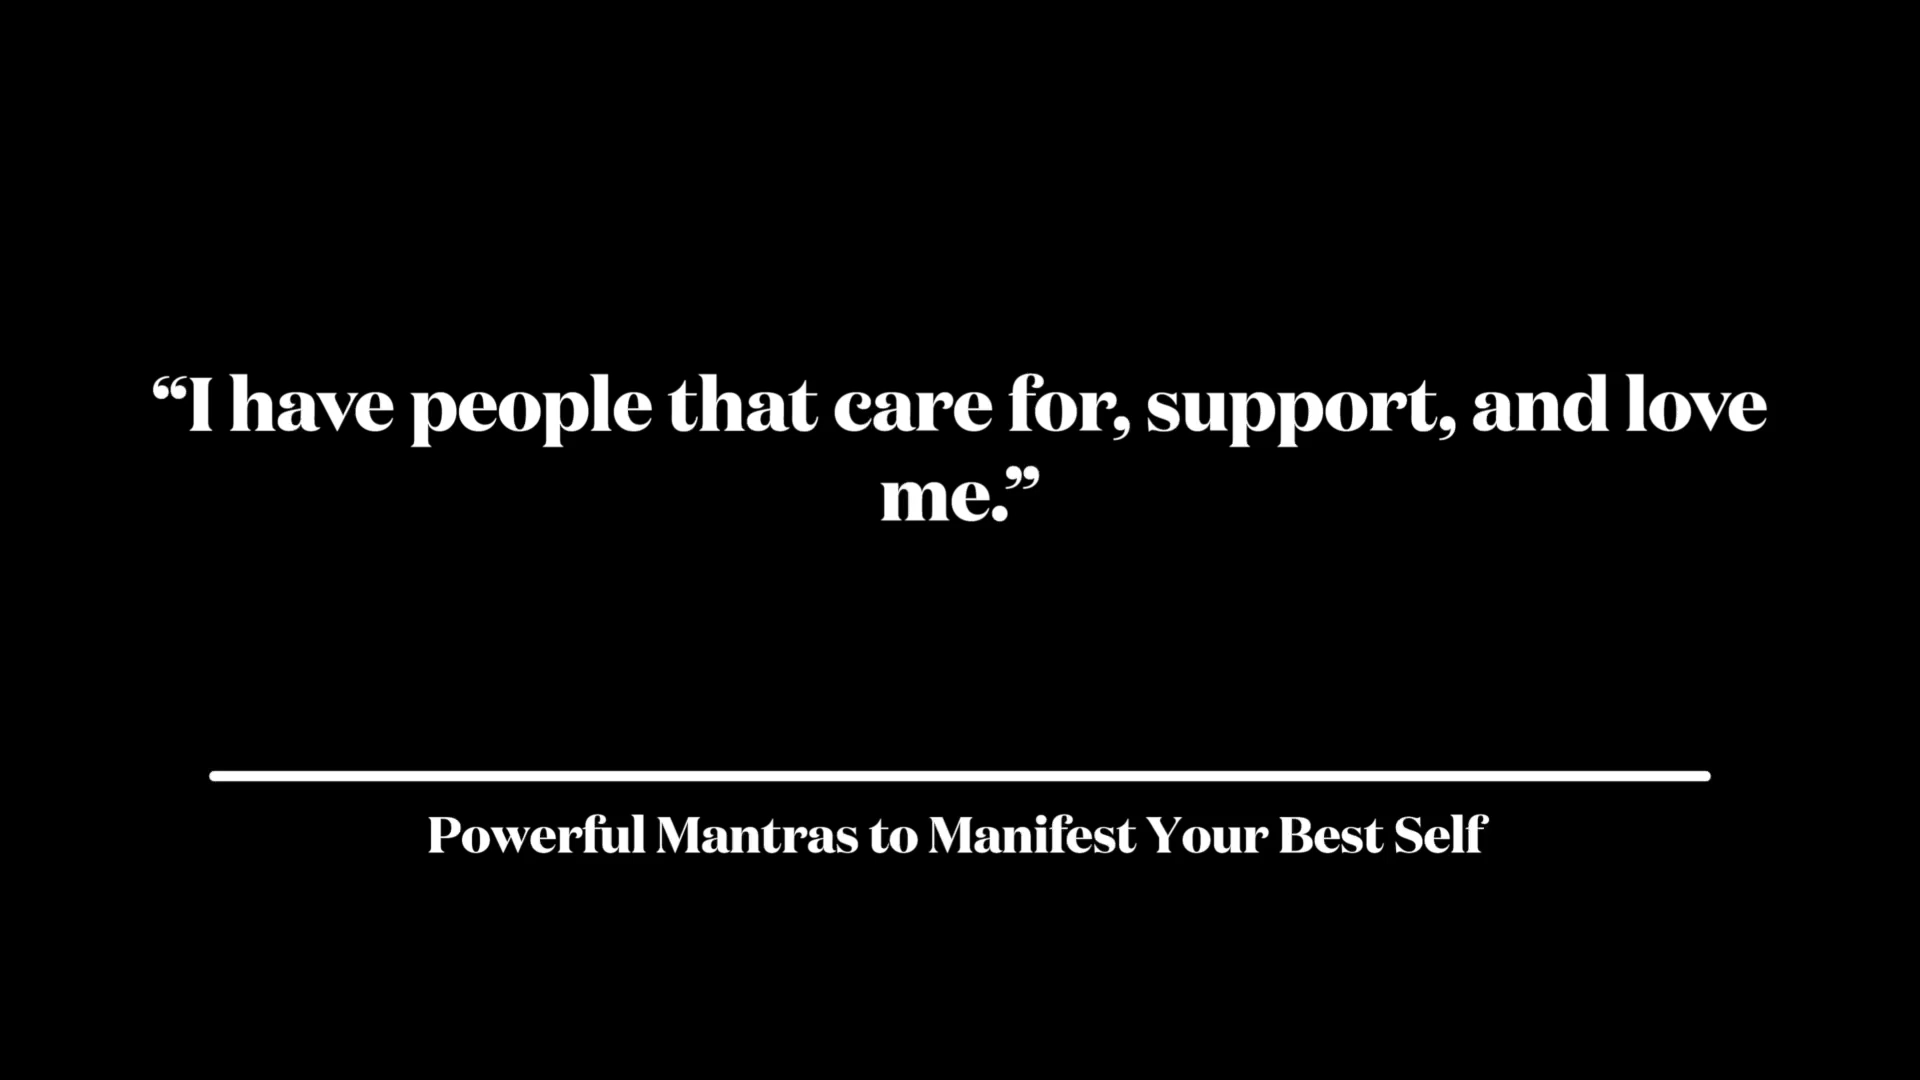 “I have people that care for, support, and love
me.”
Powerful Mantras to Manifest Your Best Self